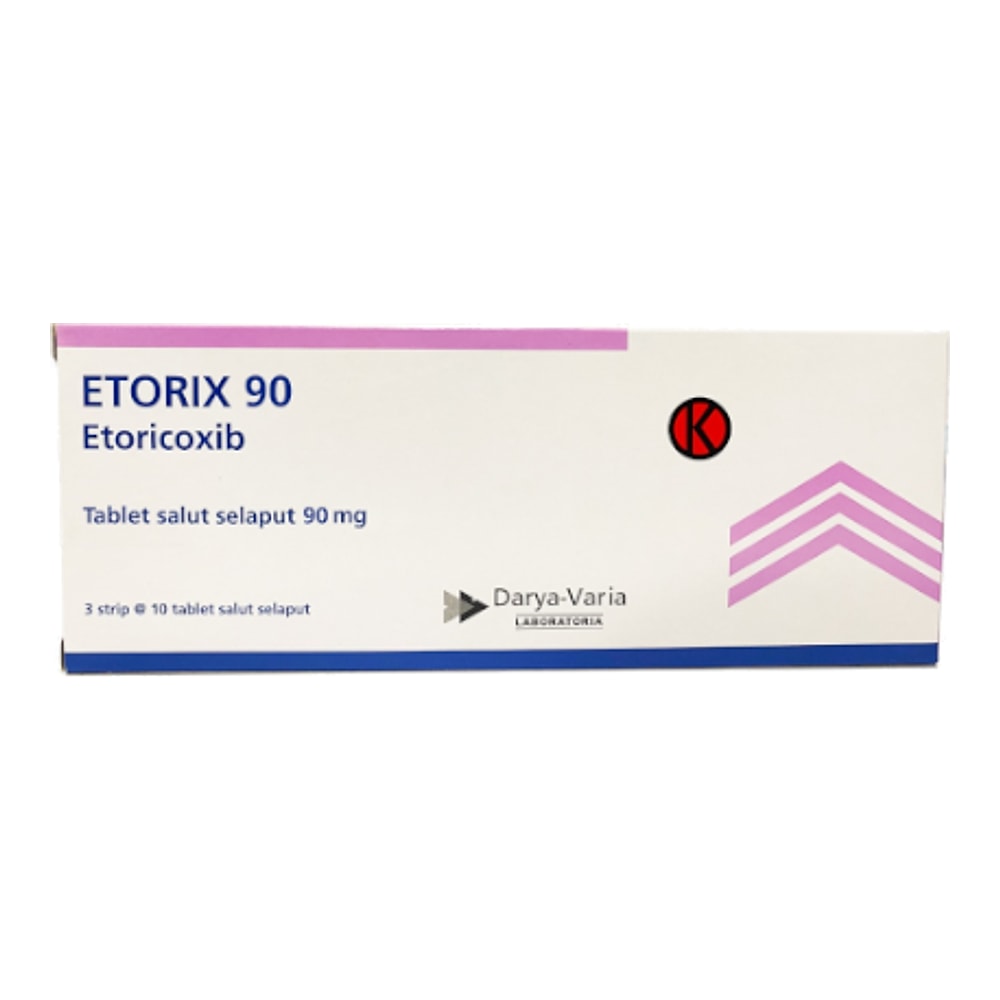 ETORIX 90
Etoricoxib
K
Tablet salut selaput 90 mg
3 strip @ 10 tablet salut selaput
Darya-Varia
LABORATORIA